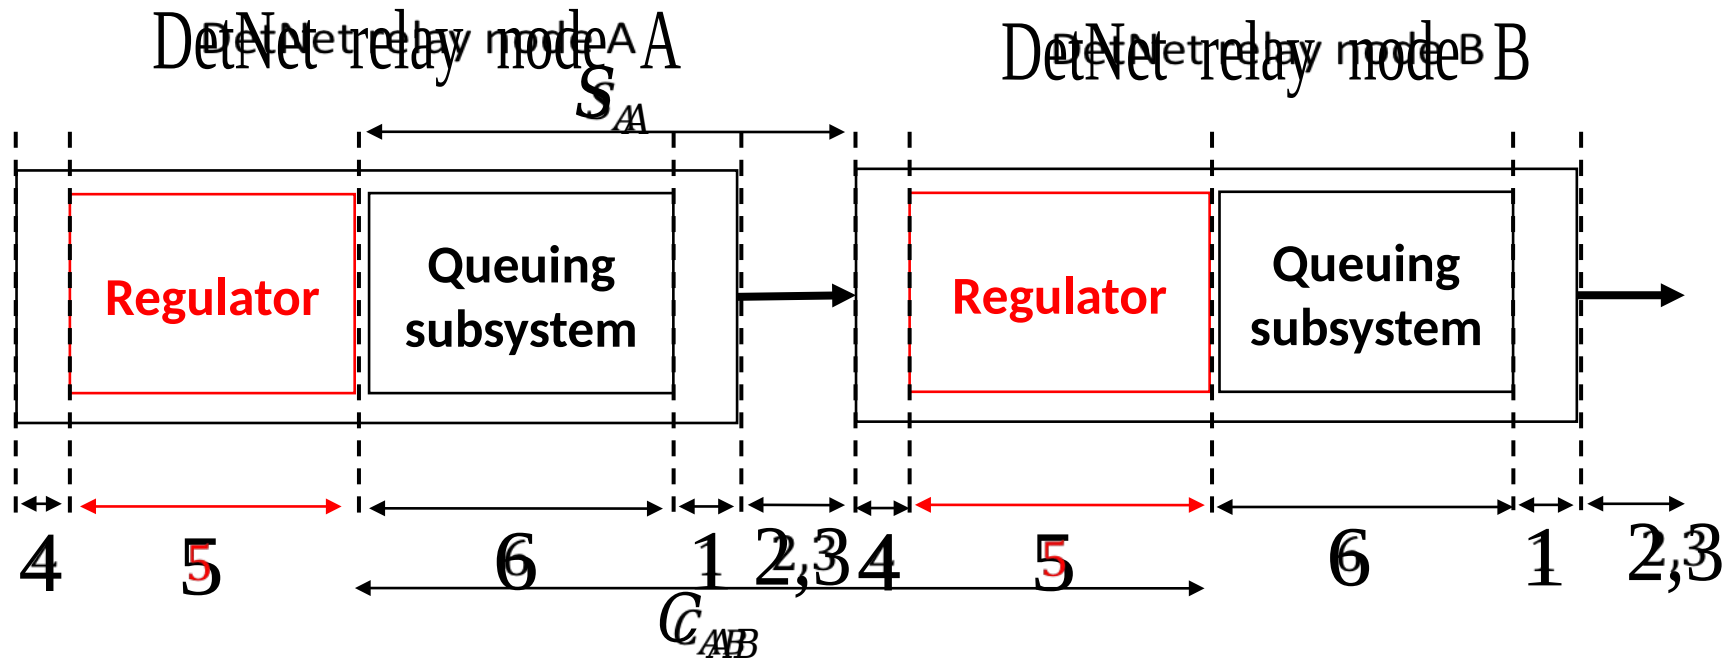 DetNet relay node A
DetNet relay node B
S_A
Regulator
Queuing
subsystem
Regulator
Queuing
subsystem
4 5 6 1 2,3 4 5 6 1 2,3
C_AB